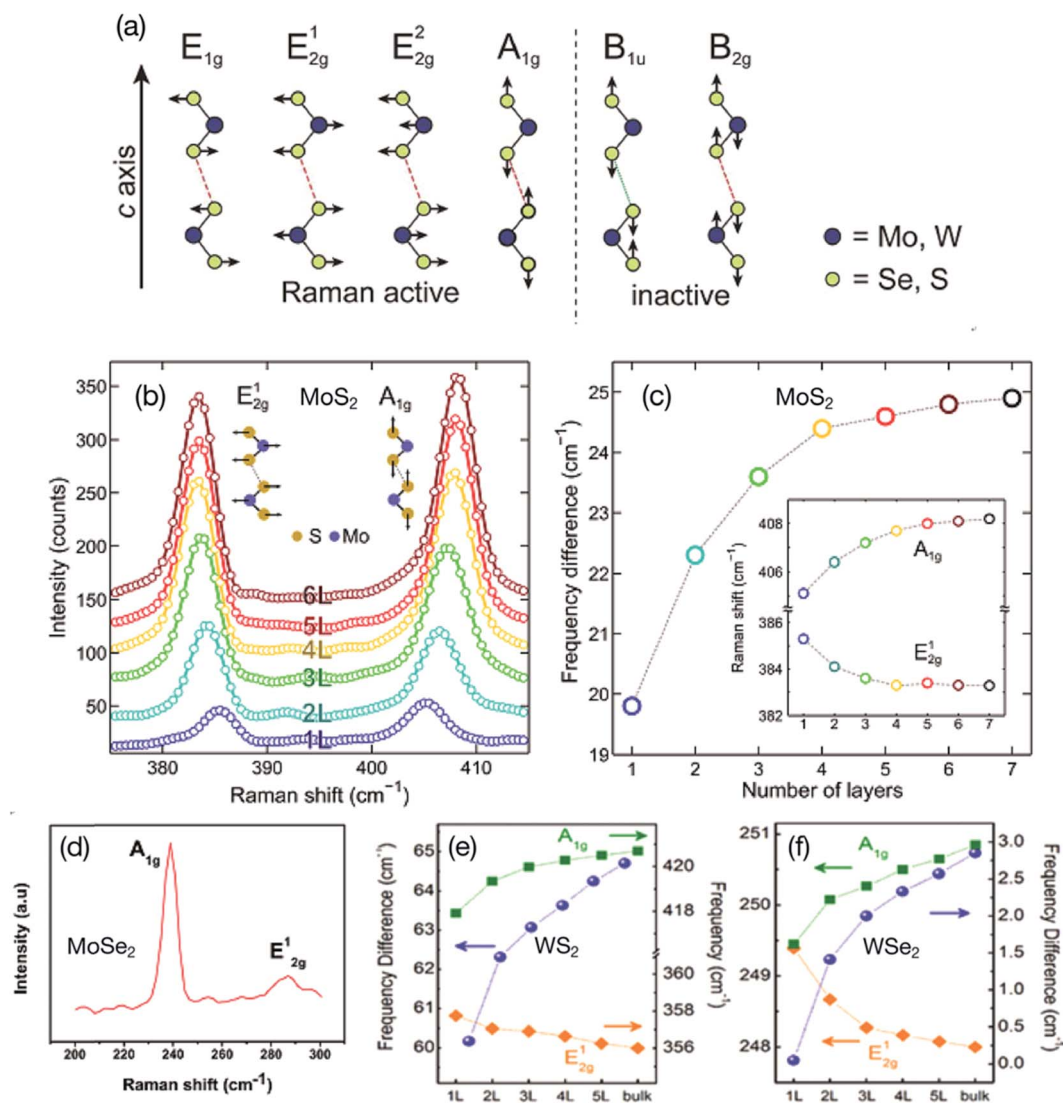 (a)
E1g E12g E22g A1g B1u B2g
c axis
Raman active
inactive
= Mo, W
= Se, S
(b)
E12g MoS2 A1g
S Mo
350
300
250
200
150
100
50
Intensity (counts)
6L
5L
4L
3L
2L
1L
380 390 400 410
Raman shift (cm−1)
(c)
MoS2
25
24
23
22
21
20
19
Frequency difference (cm−1)
1 2 3 4 5 6 7
Number of layers
408
406
386
384
382
Raman shift (cm−1)
A1g
E12g
1 2 3 4 5 6 7
(d)
A1g
MoSe2
E12g
Intensity (a.u)
200 220 240 260 280 300
Raman shift (cm-1)
(e)
A1g
WS2
E12g
65
64
63
62
61
60
Frequency Difference (cm-1)
420
418
360
358
356
Frequency (cm-1)
1L 2L 3L 4L 5L bulk
(f)
A1g
WSe2
E12g
251
250
249
248
3.0
2.5
2.0
1.5
1.0
0.5
0.0
Frequency Difference (cm-1)
1L 2L 3L 4L 5L bulk